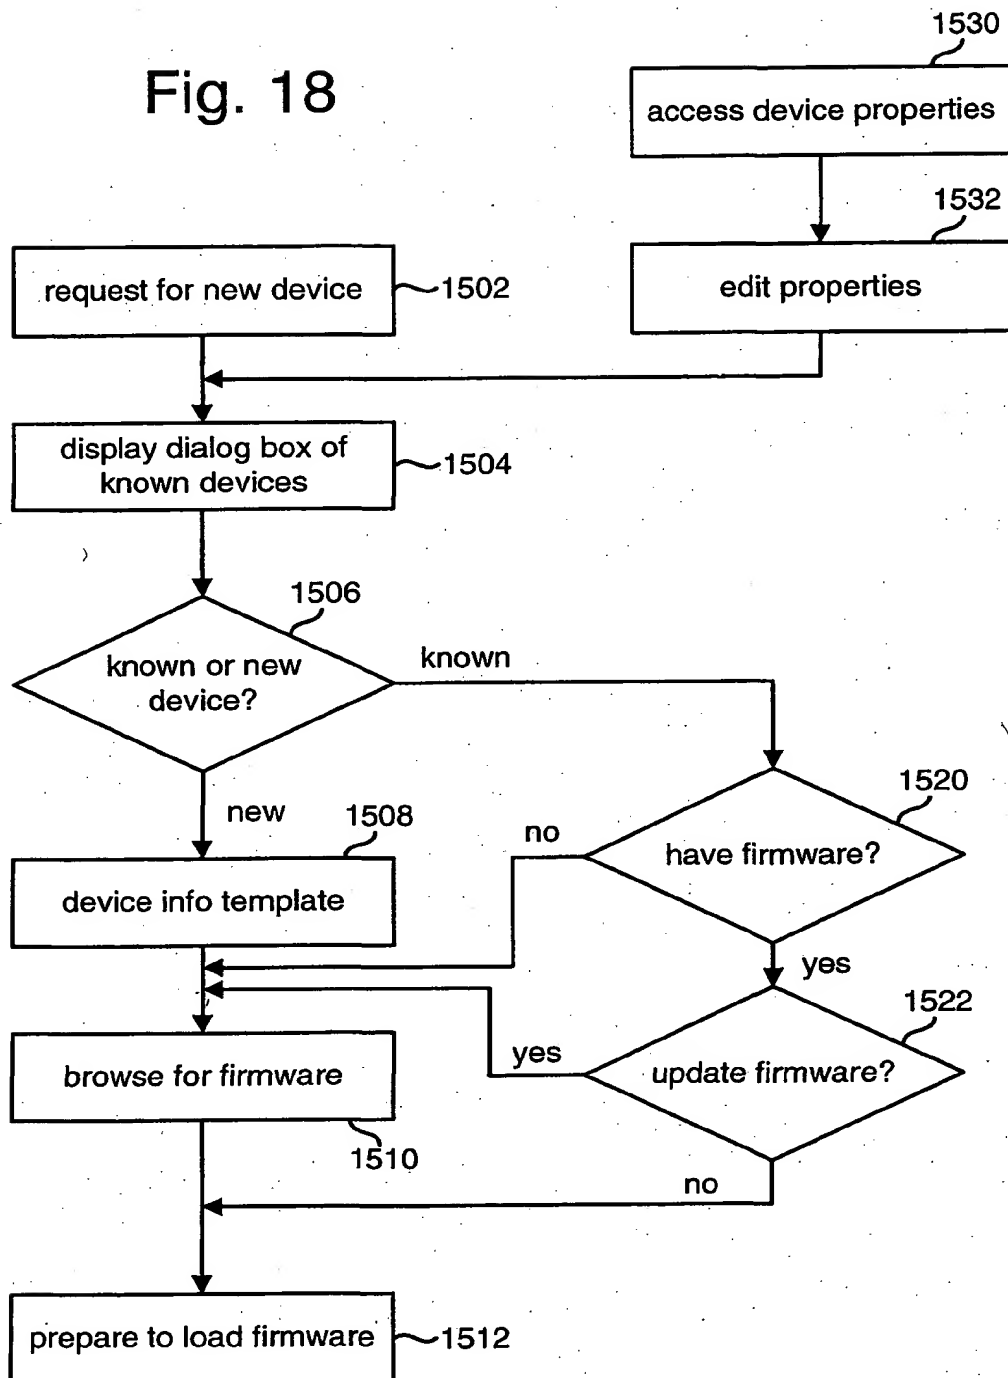 Fig. 18
1530
access device properties
1532
edit properties
request for new device
1502
display dialog box of
known devices
1504
1506
known or new
device?
known
new
1508
device info template
1520
have firmware?
no
yes
1522
update firmware?
yes
no
browse for firmware
1510
prepare to load firmware
1512